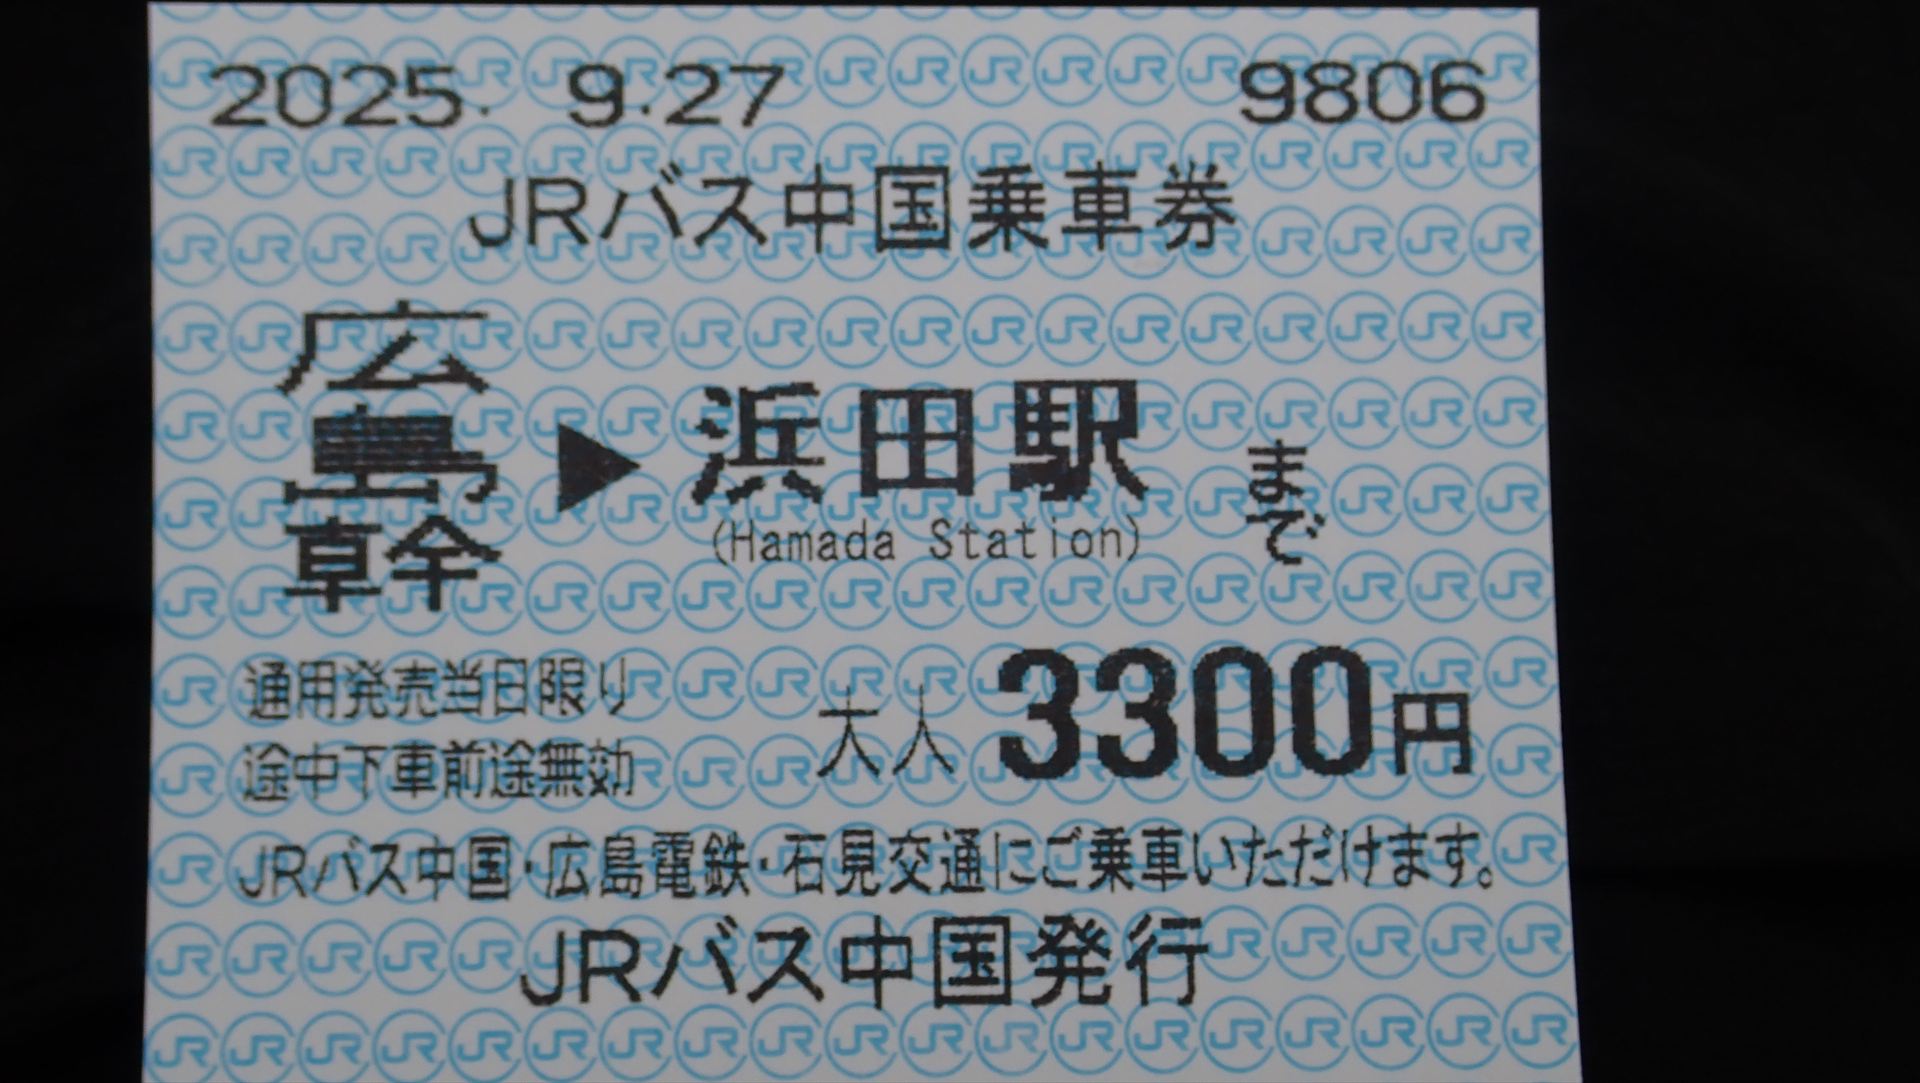 2025. 9.27 9806
JRバス中国乗車券
広島
幹
▶浜田駅まで
(Hamada Station)
通用発売当日限り
途中下車前途無効
大人 3300円
JRバス中国・広島電鉄・石見交通にご乗車いただけます。
JRバス中国発行